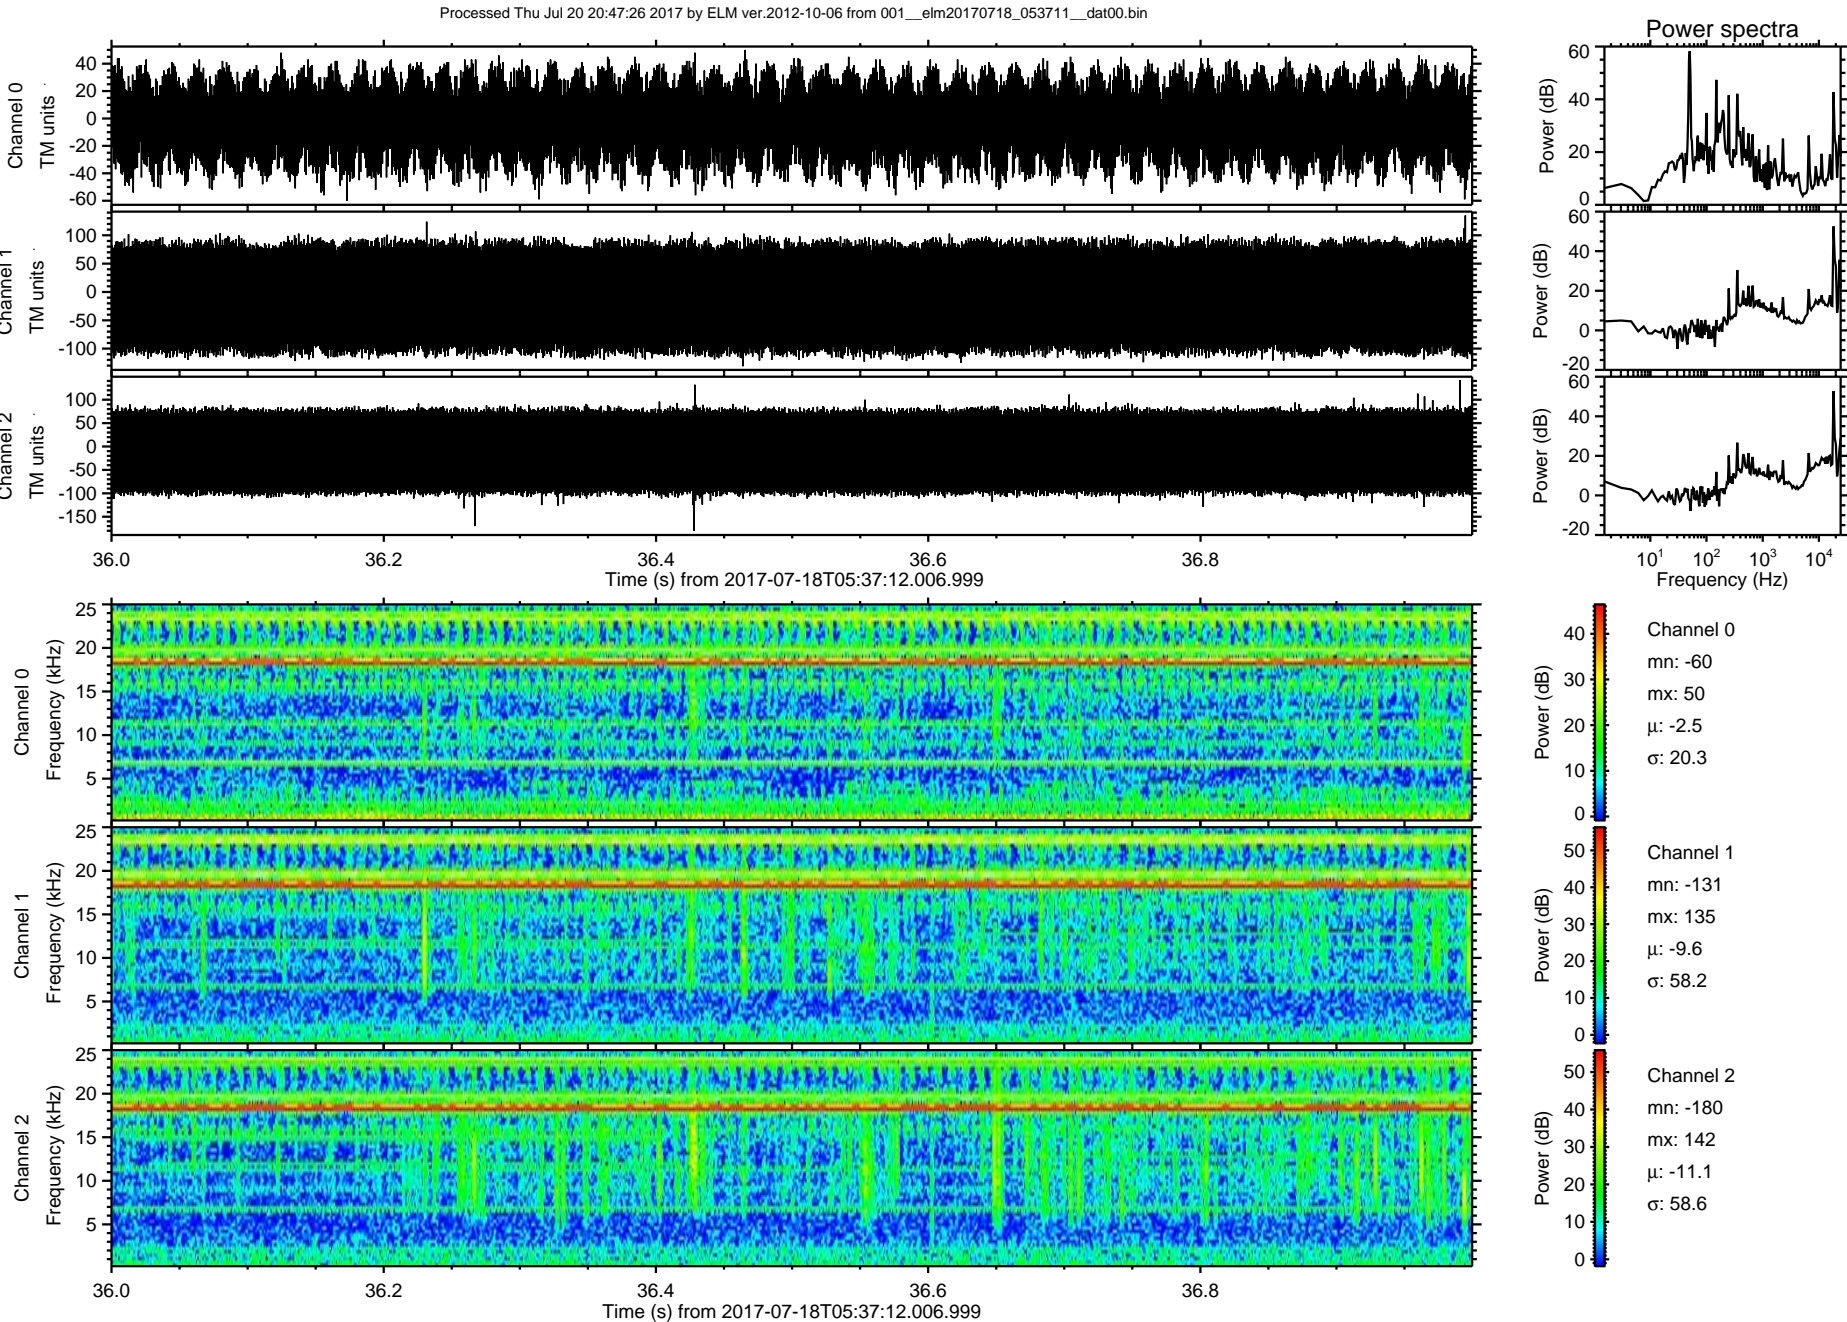 Processed Thu Jul 20 20:47:26 2017 by ELM ver.2012-10-06 from 001__elm20170718_053711__dat00.bin
Power spectra
Channel 0
TM units
40
20
0
-20
-40
-60
Power (dB)
60
40
20
0
Channel 1
TM units
100
50
0
-50
-100
Power (dB)
60
40
20
0
-20
Channel 2
TM units
100
50
0
-50
-100
-150
Power (dB)
60
40
20
0
-20
36.0 36.2 36.4 36.6 36.8
Time (s) from 2017-07-18T05:37:12.006.999
10^1 10^2 10^3 10^4
Frequency (Hz)
Channel 0
Frequency (kHz)
25
20
15
10
5
Power (dB)
40
30
20
10
0
Channel 0
mn: -60
mx: 50
μ: -2.5
σ: 20.3
Channel 1
Frequency (kHz)
25
20
15
10
5
Power (dB)
50
40
30
20
10
0
Channel 1
mn: -131
mx: 135
μ: -9.6
σ: 58.2
Channel 2
Frequency (kHz)
25
20
15
10
5
Power (dB)
50
40
30
20
10
0
Channel 2
mn: -180
mx: 142
μ: -11.1
σ: 58.6
36.0 36.2 36.4 36.6 36.8
Time (s) from 2017-07-18T05:37:12.006.999